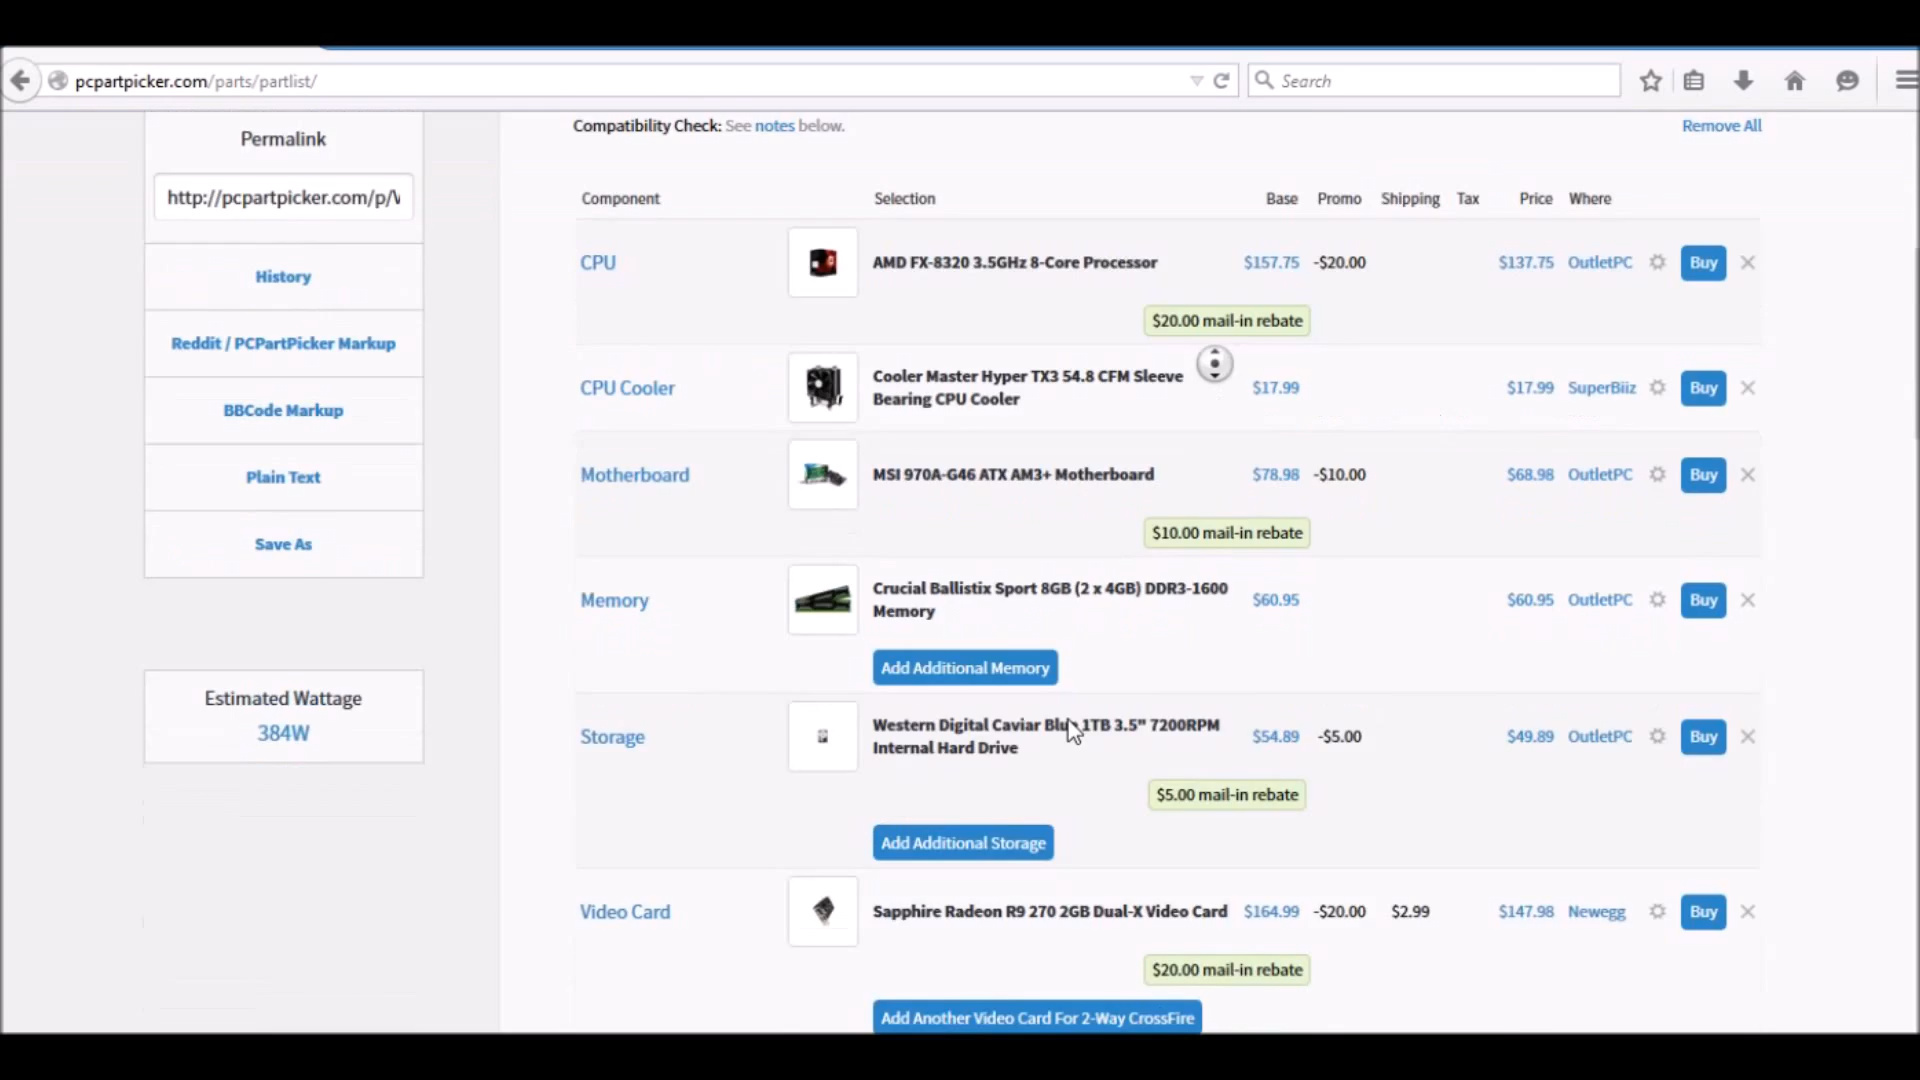 pcpartpicker.com/parts/partlist/
Search
Permalink
http://pcpartpicker.com/p/
History
Reddit / PCPartPicker Markup
BBCode Markup
Plain Text
Save As
Estimated Wattage
384W
Compatibility Check: See notes below.
Remove All
Component Selection Base Promo Shipping Tax Price Where
CPU AMD FX-8320 3.5GHz 8-Core Processor $157.75 -$20.00 $137.75 OutletPC Buy
$20.00 mail-in rebate
CPU Cooler Cooler Master Hyper TX3 54.8 CFM Sleeve
Bearing CPU Cooler $17.99 $17.99 SuperBiiz Buy
Motherboard MSI 970A-G46 ATX AM3+ Motherboard $78.98 -$10.00 $68.98 OutletPC Buy
$10.00 mail-in rebate
Memory Crucial Ballistix Sport 8GB (2 x 4GB) DDR3-1600
Memory $60.95 $60.95 OutletPC Buy
Add Additional Memory
Storage Western Digital Caviar Blue 1TB 3.5" 7200RPM
Internal Hard Drive $54.89 -$5.00 $49.89 OutletPC Buy
$5.00 mail-in rebate
Add Additional Storage
Video Card Sapphire Radeon R9 270 2GB Dual-X Video Card $164.99 -$20.00 $2.99 $147.98 Newegg Buy
$20.00 mail-in rebate
Add Another Video Card For 2-Way CrossFire